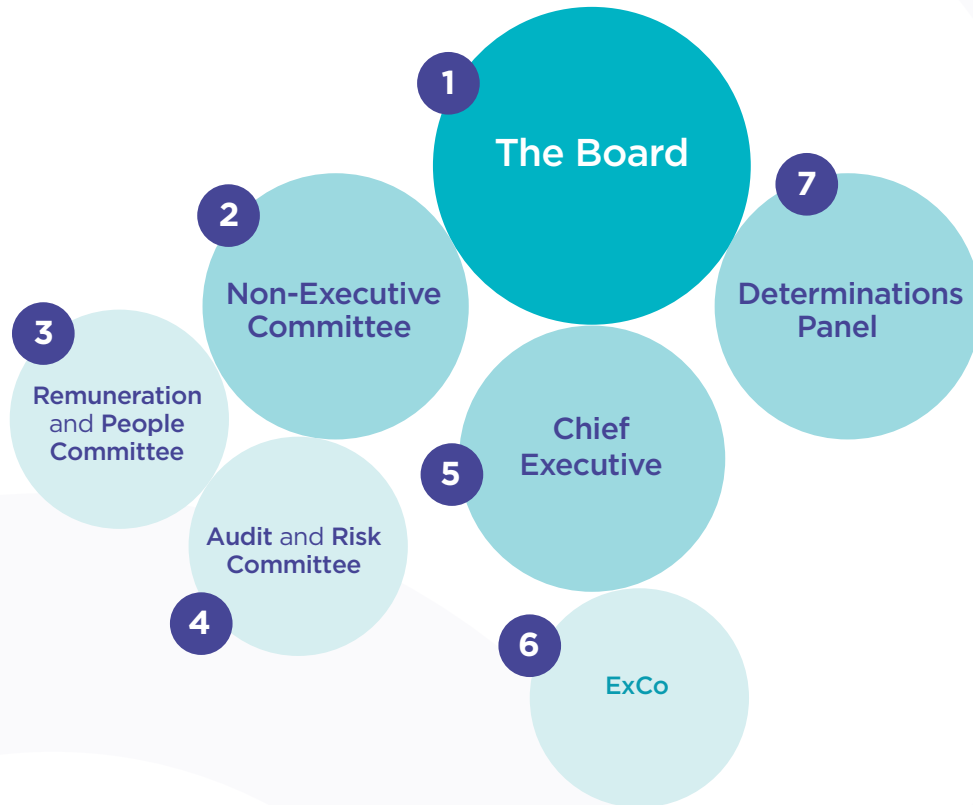 1
The Board
2
Non-Executive
Committee
3
Remuneration
and People
Committee
4
Audit and Risk
Committee
5
Chief
Executive
6
ExCo
7
Determinations
Panel